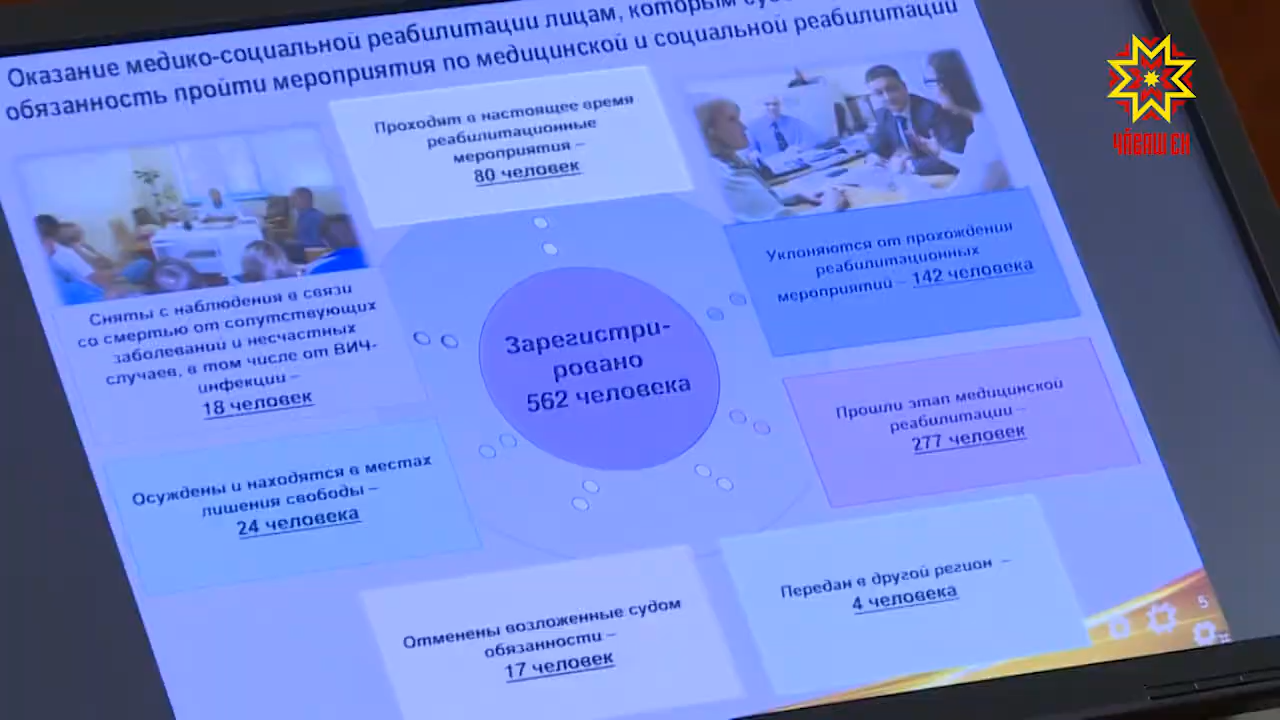 Оказание медико-социальной реабилитации лицам, которым
обязанность пройти мероприятия по медицинской и социальной реабилитации
Проходят в настоящее время
реабилитационные
мероприятия –
80 человек
Уклоняются от прохождения
реабилитационных
мероприятий – 142 человека
Сняты с наблюдения в связи
со смертью от сопутствующих
заболевании и несчастных
случаев, в том числе от ВИЧ-
инфекции –
18 человек
Зарегистри-
ровано
562 человека
Прошли этап медицинской
реабилитации –
277 человек
Осуждены и находятся в местах
лишения свободы –
24 человека
Передан в другой регион –
4 человека
Отменены возложенные судом
обязанности –
17 человек
5